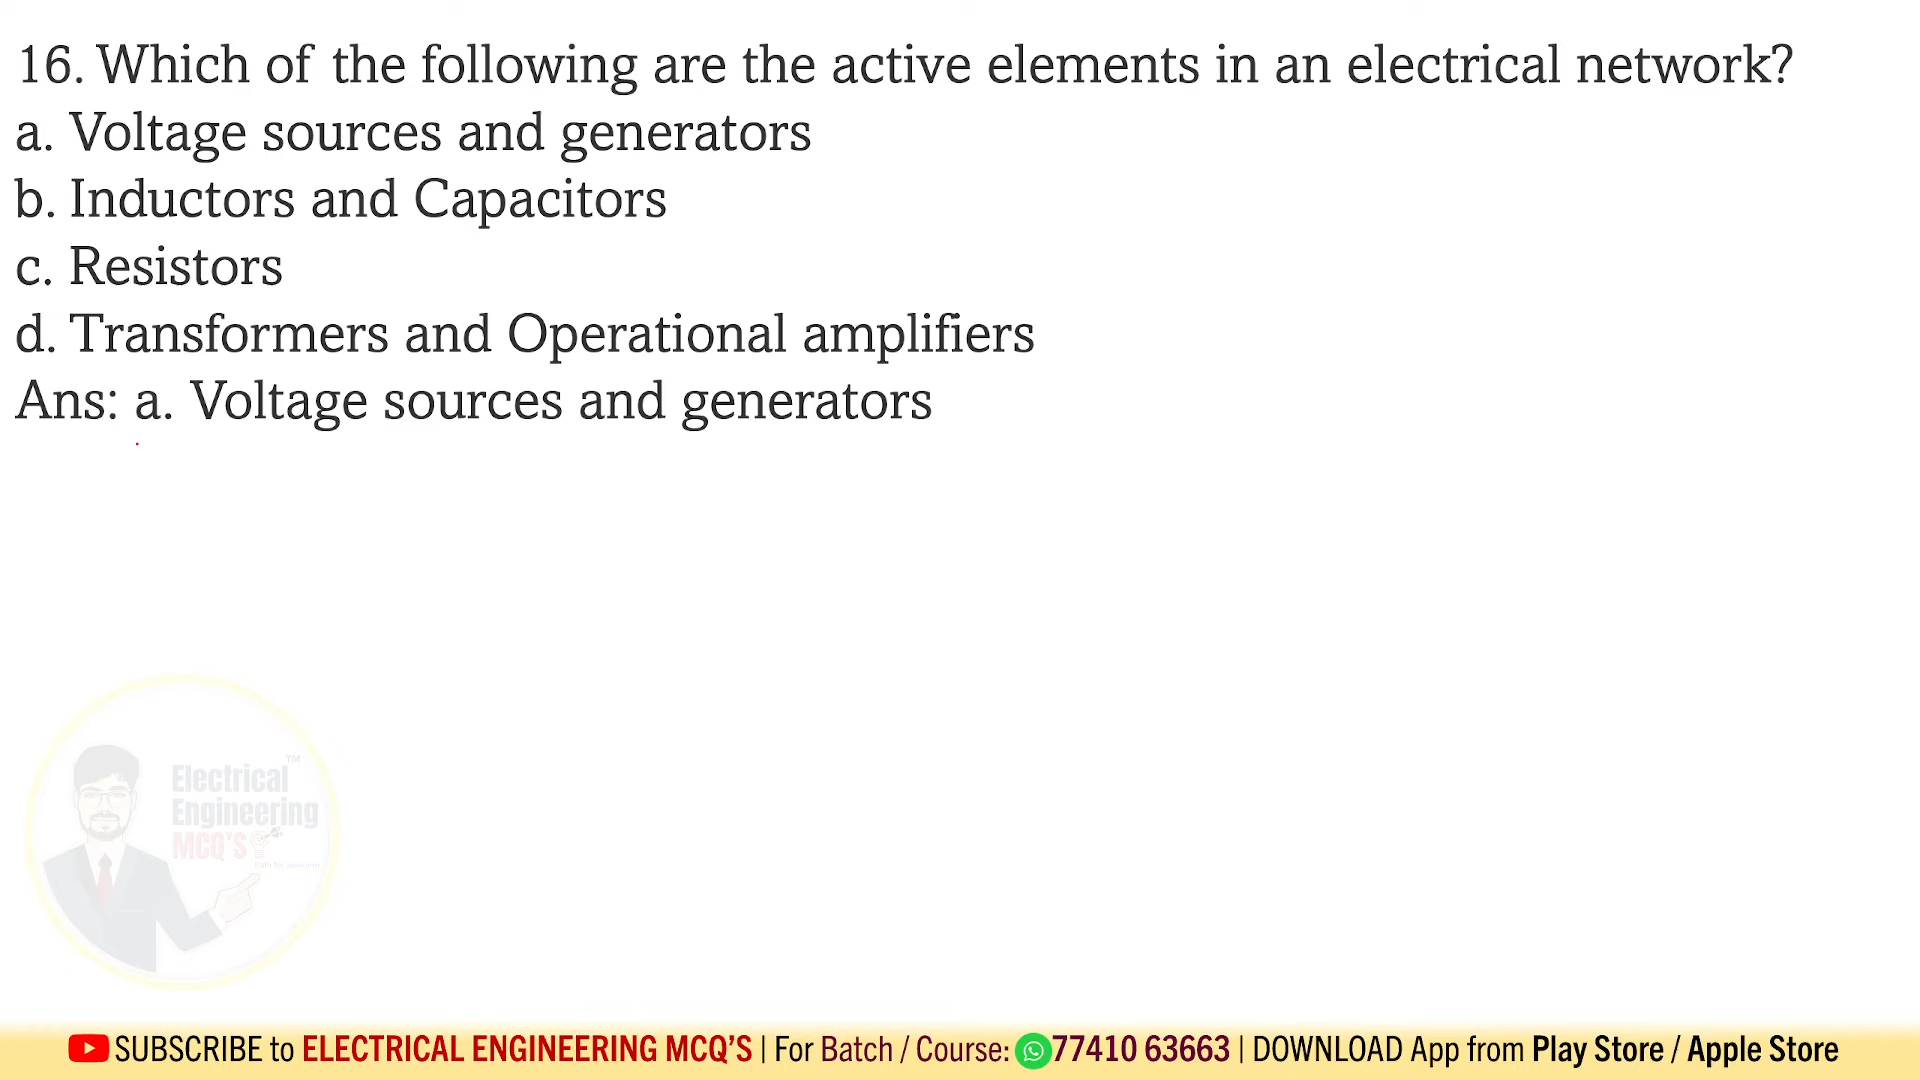 16. Which of the following are the active elements in an electrical network?
a. Voltage sources and generators
b. Inductors and Capacitors
c. Resistors
d. Transformers and Operational amplifiers
Ans: a. Voltage sources and generators
Electrical TM
Engineering
MCQ'S
SUBSCRIBE to ELECTRICAL ENGINEERING MCQ'S | For Batch / Course: 77410 63663 | DOWNLOAD App from Play Store / Apple Store